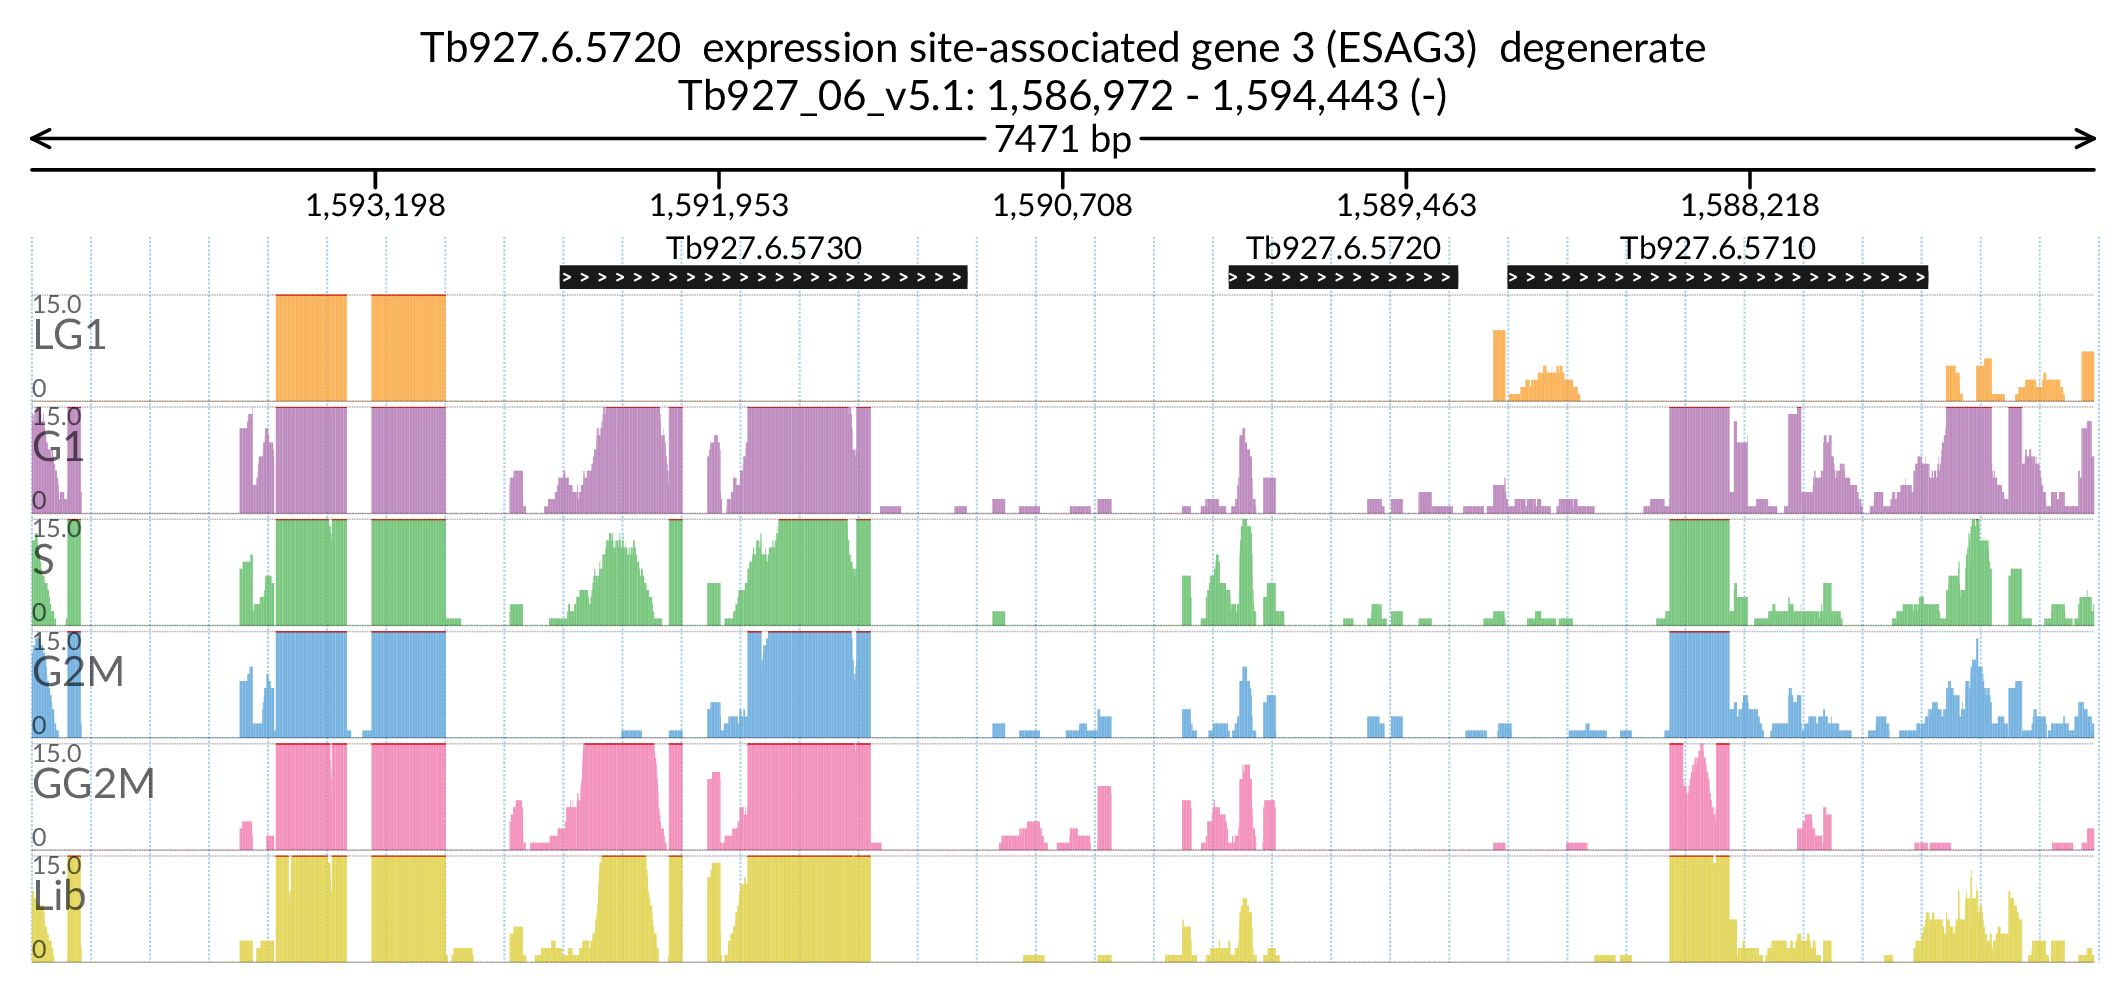 Tb927.6.5720 expression site-associated gene 3 (ESAG3) degenerate
Tb927_06_v5.1: 1,586,972 - 1,594,443 (-)
7471 bp
1,593,198 1,591,953 1,590,708 1,589,463 1,588,218
Tb927.6.5730 Tb927.6.5720 Tb927.6.5710
15.0
LG1
0
15.0
G1
0
15.0
S
0
15.0
G2M
0
15.0
GG2M
0
15.0
Lib
0